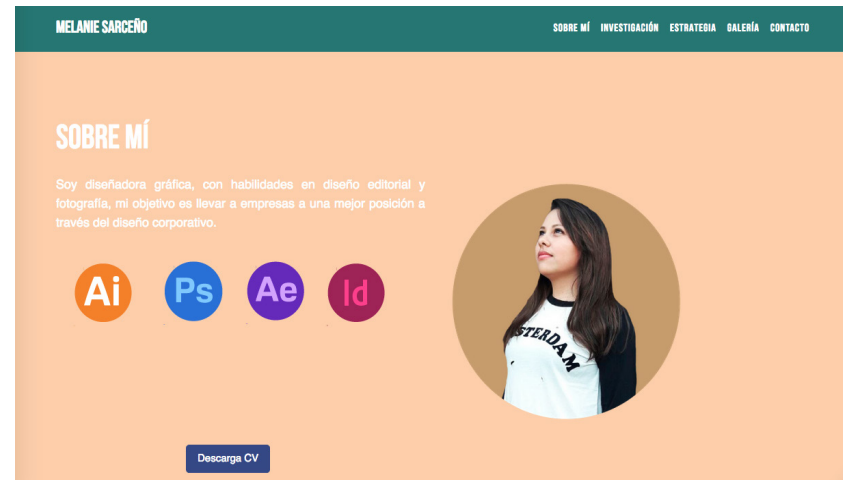 MELANIE SARCEÑO
SOBRE MÍ INVESTIGACIÓN ESTRATEGIA GALERÍA CONTACTO
SOBRE MÍ
Soy diseñadora gráfica, con habilidades en diseño editorial y
fotografía, mi objetivo es llevar a empresas a una mejor posición a
través del diseño corporativo.
Ai Ps Ae Id
STERDAM
Descarga CV